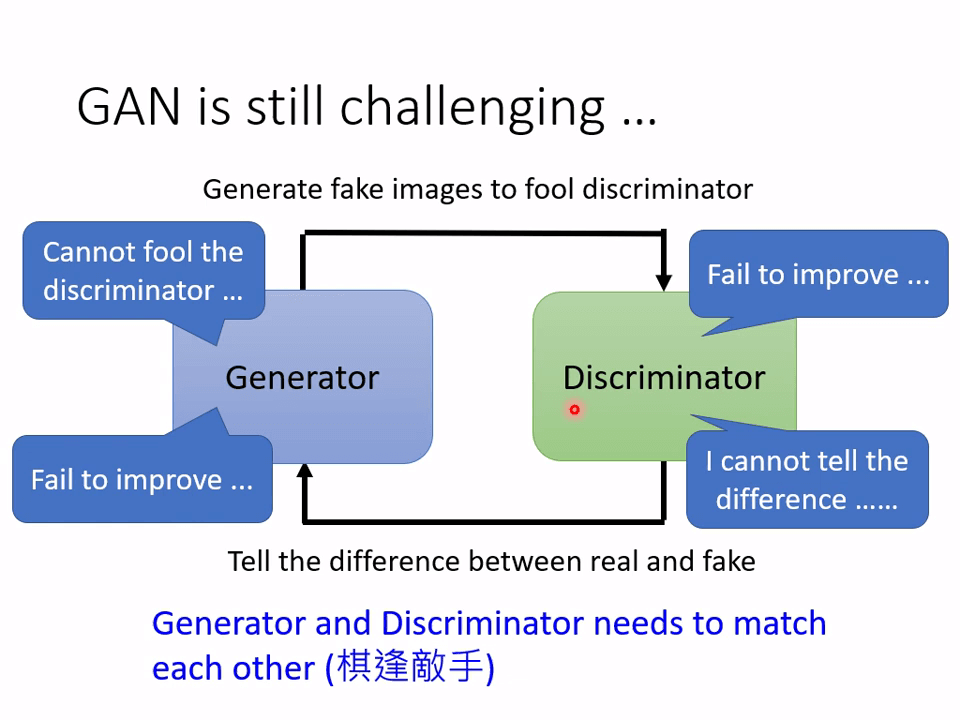 GAN is still challenging …
Generate fake images to fool discriminator
Cannot fool the
discriminator …
Fail to improve ...
Generator
Discriminator
Fail to improve ...
I cannot tell the
difference ……
Tell the difference between real and fake
Generator and Discriminator needs to match
each other (棋逢敵手)